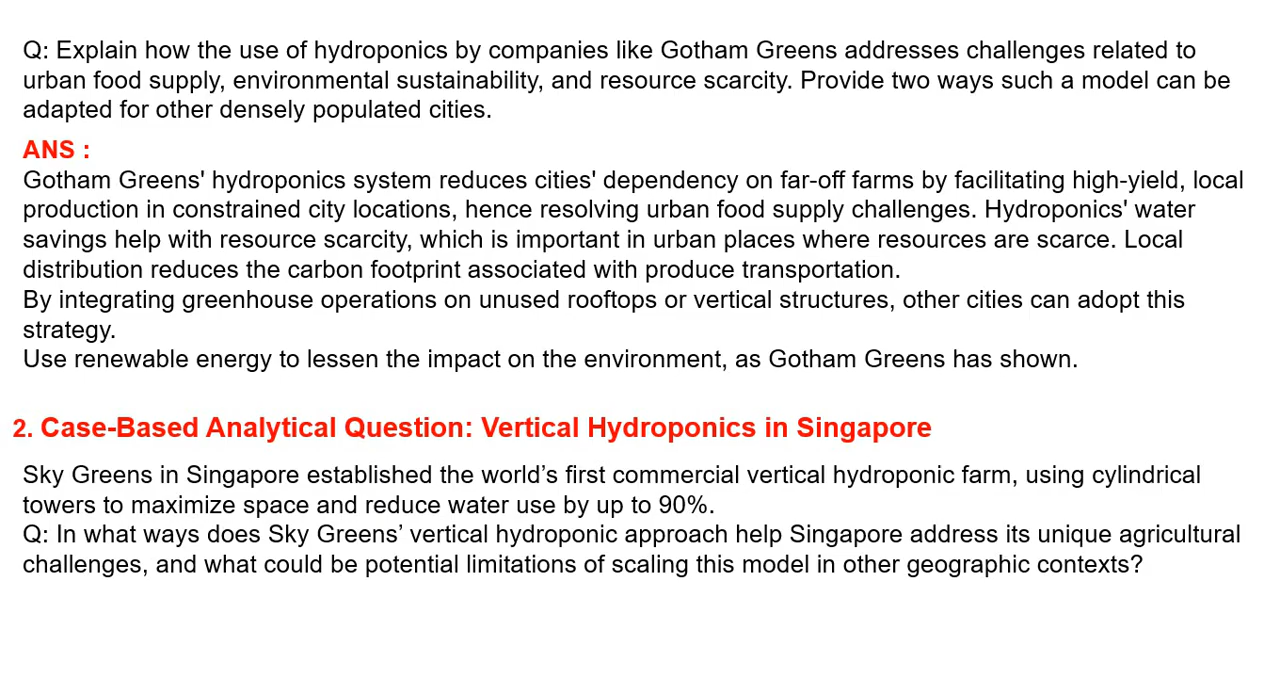 Q: Explain how the use of hydroponics by companies like Gotham Greens addresses challenges related to
urban food supply, environmental sustainability, and resource scarcity. Provide two ways such a model can be
adapted for other densely populated cities.
ANS :
Gotham Greens' hydroponics system reduces cities' dependency on far-off farms by facilitating high-yield, local
production in constrained city locations, hence resolving urban food supply challenges. Hydroponics' water
savings help with resource scarcity, which is important in urban places where resources are scarce. Local
distribution reduces the carbon footprint associated with produce transportation.
By integrating greenhouse operations on unused rooftops or vertical structures, other cities can adopt this
strategy.
Use renewable energy to lessen the impact on the environment, as Gotham Greens has shown.
2. Case-Based Analytical Question: Vertical Hydroponics in Singapore
Sky Greens in Singapore established the world’s first commercial vertical hydroponic farm, using cylindrical
towers to maximize space and reduce water use by up to 90%.
Q: In what ways does Sky Greens’ vertical hydroponic approach help Singapore address its unique agricultural
challenges, and what could be potential limitations of scaling this model in other geographic contexts?